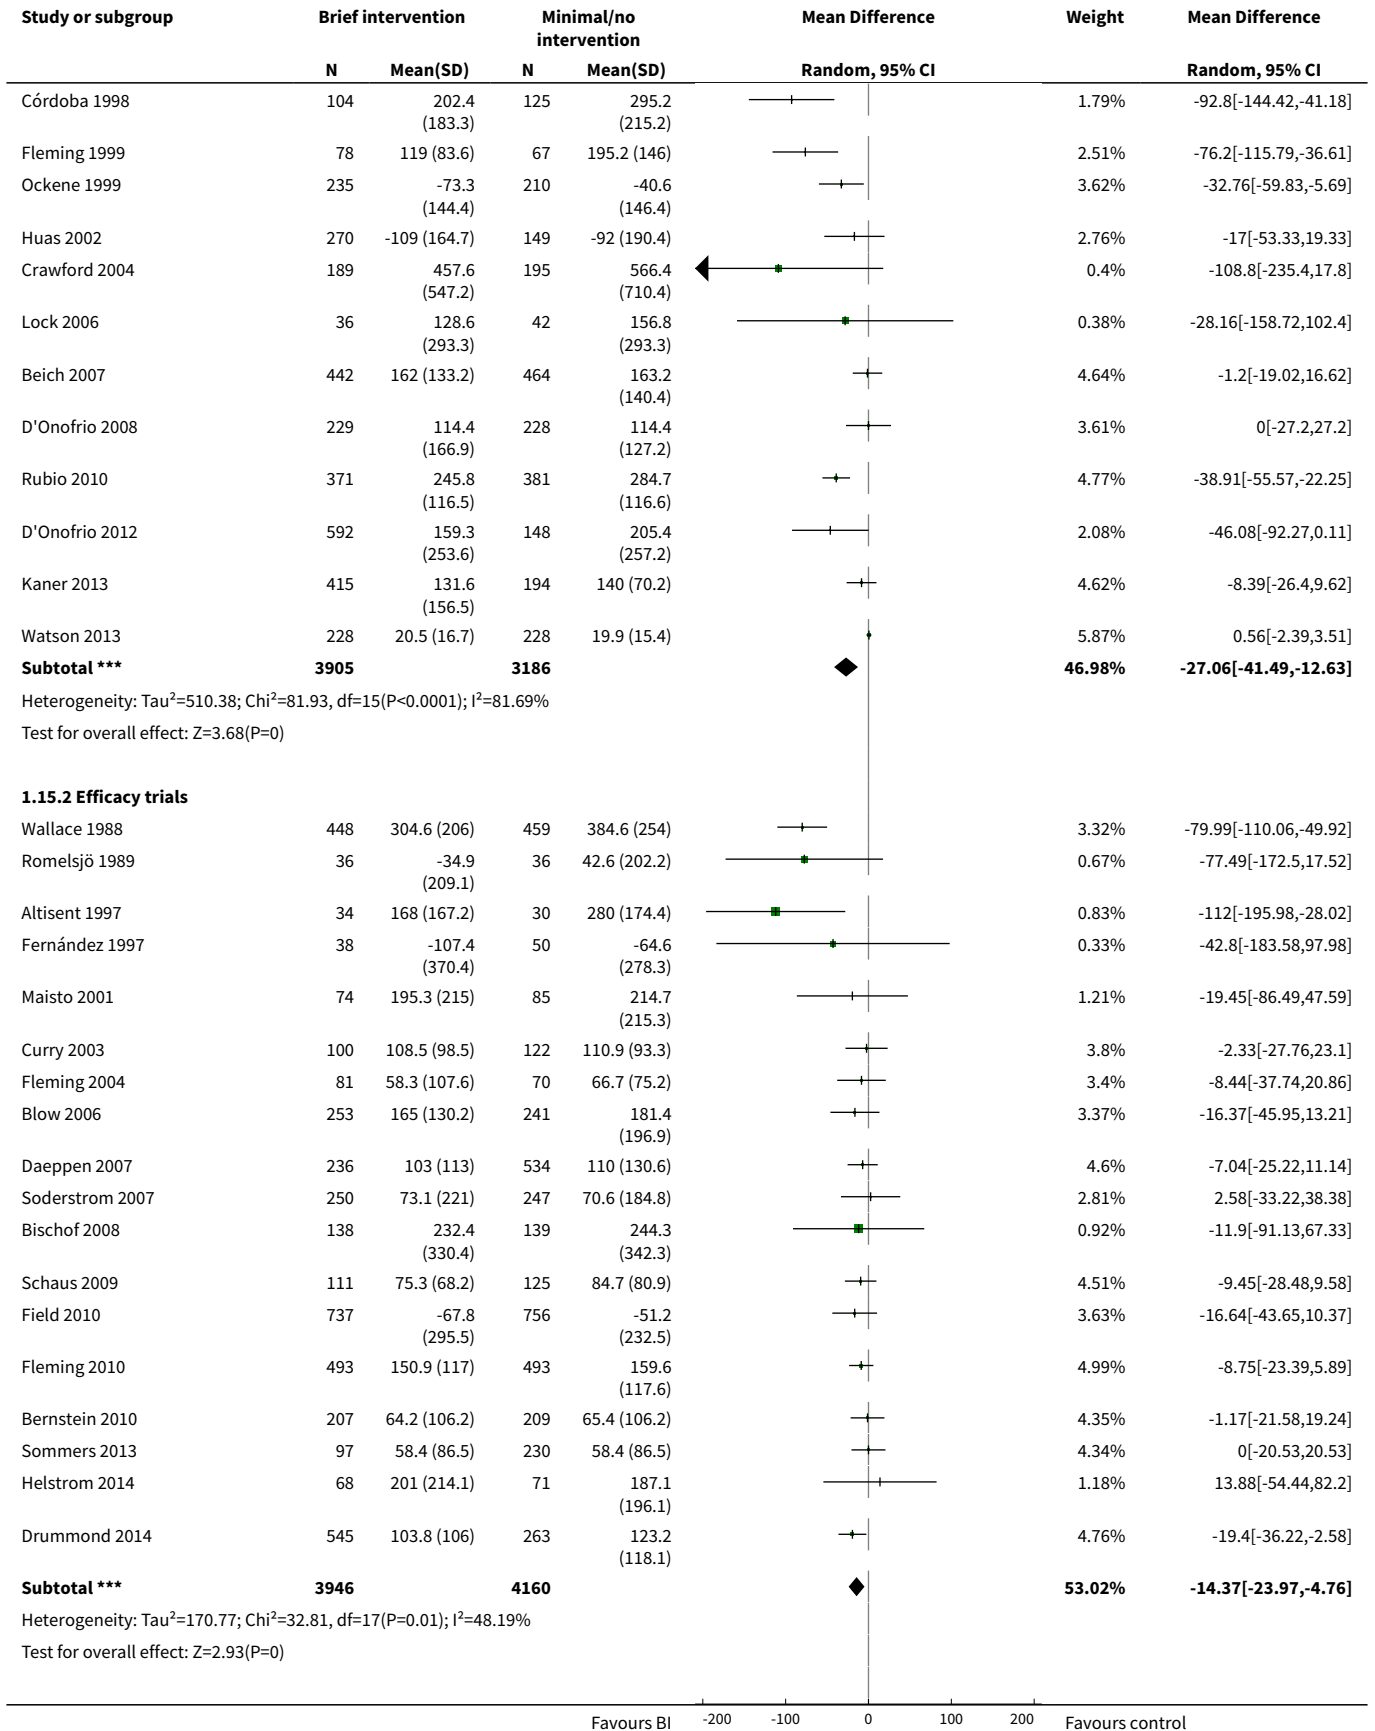 Study or subgroup Brief intervention Minimal/no Mean Difference Weight Mean Difference
intervention
N Mean(SD) N Mean(SD) Random, 95% CI Random, 95% CI
Córdoba 1998 104 202.4 125 295.2 1.79% -92.8[-144.42,-41.18]
(183.3) (215.2)
Fleming 1999 78 119 (83.6) 67 195.2 (146) 2.51% -76.2[-115.79,-36.61]
Ockene 1999 235 -73.3 210 -40.6 3.62% -32.76[-59.83,-5.69]
(144.4) (146.4)
Huas 2002 270 -109 (164.7) 149 -92 (190.4) 2.76% -17[-53.33,19.33]
Crawford 2004 189 457.6 195 566.4 0.4% -108.8[-235.4,17.8]
(547.2) (710.4)
Lock 2006 36 128.6 42 156.8 0.38% -28.16[-158.72,102.4]
(293.3) (293.3)
Beich 2007 442 162 (133.2) 464 163.2 4.64% -1.2[-19.02,16.62]
(140.4)
D'Onofrio 2008 229 114.4 228 114.4 3.61% 0[-27.2,27.2]
(166.9) (127.2)
Rubio 2010 371 245.8 381 284.7 4.77% -38.91[-55.57,-22.25]
(116.5) (116.6)
D'Onofrio 2012 592 159.3 148 205.4 2.08% -46.08[-92.27,0.11]
(253.6) (257.2)
Kaner 2013 415 131.6 194 140 (70.2) 4.62% -8.39[-26.4,9.62]
(156.5)
Watson 2013 228 20.5 (16.7) 228 19.9 (15.4) 5.87% 0.56[-2.39,3.51]
Subtotal *** 3905 3186 46.98% -27.06[-41.49,-12.63]
Heterogeneity: Tau²=510.38; Chi²=81.93, df=15(P<0.0001); I²=81.69%
Test for overall effect: Z=3.68(P=0)
1.15.2 Efficacy trials
Wallace 1988 448 304.6 (206) 459 384.6 (254) 3.32% -79.99[-110.06,-49.92]
Romelsjö 1989 36 -34.9 36 42.6 (202.2) 0.67% -77.49[-172.5,17.52]
(209.1)
Altisent 1997 34 168 (167.2) 30 280 (174.4) 0.83% -112[-195.98,-28.02]
Fernández 1997 38 -107.4 50 -64.6 0.33% -42.8[-183.58,97.98]
(370.4) (278.3)
Maisto 2001 74 195.3 (215) 85 214.7 1.21% -19.45[-86.49,47.59]
(215.3)
Curry 2003 100 108.5 (98.5) 122 110.9 (93.3) 3.8% -2.33[-27.76,23.1]
Fleming 2004 81 58.3 (107.6) 70 66.7 (75.2) 3.4% -8.44[-37.74,20.86]
Blow 2006 253 165 (130.2) 241 181.4 3.37% -16.37[-45.95,13.21]
(196.9)
Daeppen 2007 236 103 (113) 534 110 (130.6) 4.6% -7.04[-25.22,11.14]
Soderstrom 2007 250 73.1 (221) 247 70.6 (184.8) 2.81% 2.58[-33.22,38.38]
Bischof 2008 138 232.4 139 244.3 0.92% -11.9[-91.13,67.33]
(330.4) (342.3)
Schaus 2009 111 75.3 (68.2) 125 84.7 (80.9) 4.51% -9.45[-28.48,9.58]
Field 2010 737 -67.8 756 -51.2 3.63% -16.64[-43.65,10.37]
(295.5) (232.5)
Fleming 2010 493 150.9 (117) 493 159.6 4.99% -8.75[-23.39,5.89]
(117.6)
Bernstein 2010 207 64.2 (106.2) 209 65.4 (106.2) 4.35% -1.17[-21.58,19.24]
Sommers 2013 97 58.4 (86.5) 230 58.4 (86.5) 4.34% 0[-20.53,20.53]
Helstrom 2014 68 201 (214.1) 71 187.1 1.18% 13.88[-54.44,82.2]
(196.1)
Drummond 2014 545 103.8 (106) 263 123.2 4.76% -19.4[-36.22,-2.58]
(118.1)
Subtotal *** 3946 4160 53.02% -14.37[-23.97,-4.76]
Heterogeneity: Tau²=170.77; Chi²=32.81, df=17(P=0.01); I²=48.19%
Test for overall effect: Z=2.93(P=0)
Favours BI -200 -100 0 100 200 Favours control